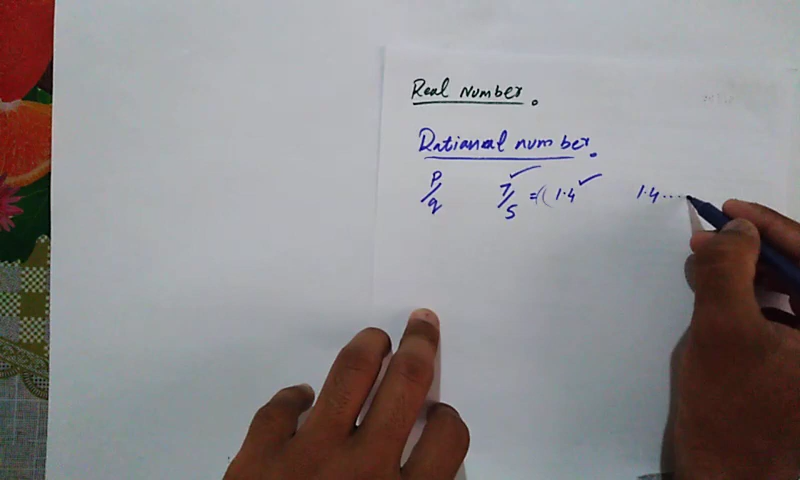 Real Number.
Rational number.
P/q 7/5 = ((1.4 1.4....